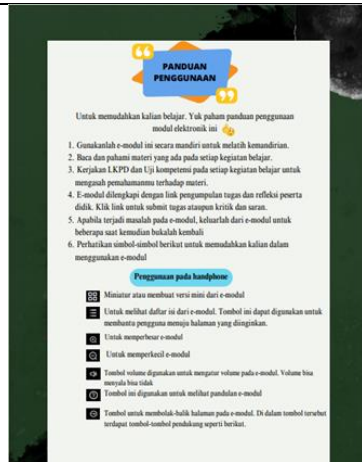 PANDUAN
PENGGUNAAN
Untuk memudahkan kalian belajar. Yuk paham panduan penggunaan
modul elektronik ini
1. Gunakanlah e-modul ini secara mandiri untuk melatih kemandirian.
2. Baca dan pahami materi yang ada pada setiap kegiatan belajar.
3. Kerjakan LKPD dan Uji kompetensi pada setiap kegiatan belajar untuk
mengasah pemahamanmu terhadap materi.
4. E-modul dilengkapi dengan link pengumpulan tugas dan refleksi peserta
didik. Klik link untuk submit tugas ataupun kritik dan saran.
5. Apabila terjadi masalah pada e-modul, keluarlah dari e-modul untuk
beberapa saat kemudian bukalah kembali
6. Perhatikan simbol-simbol berikut untuk memudahkan kalian dalam
menggunakan e-modul
Penggunaan pada handphone
Miniatur atau membuat versi mini dari e-modul
Untuk melihat daftar isi dari e-modul. Tombol ini dapat digunakan untuk
membantu pengguna menuju halaman yang diinginkan.
Untuk memperbesar e-modul
Untuk memperkecil e-modul
Tombol volume digunakan untuk mengatur volume pada e-modul. Volume bisa
menyala bisa tidak
Tombol ini digunakan untuk melihat pandulan e-modul
Tombol untuk membolak-balik halaman pada e-modul. Di dalam tombol tersebut
terdapat tombol-tombol pendukung seperti berikut.